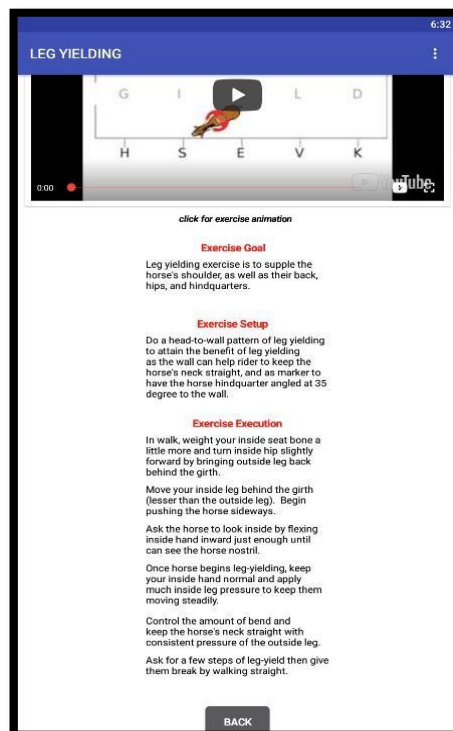 6:32
LEG YIELDING
G I L D
H S E V K
0:00
YouTube
click for exercise animation
Exercise Goal
Leg yielding exercise is to supple the
horse's shoulder, as well as their back,
hips, and hindquarters.
Exercise Setup
Do a head-to-wall pattern of leg yielding
to attain the benefit of leg yielding
as the wall can help rider to keep the
horse's neck straight, and as marker to
have the horse hindquarter angled at 35
degree to the wall.
Exercise Execution
In walk, weight your inside seat bone a
little more and turn inside hip slightly
forward by bringing outside leg back
behind the girth.
Move your inside leg behind the girth
(lesser than the outside leg). Begin
pushing the horse sideways.
Ask the horse to look inside by flexing
inside hand inward just enough until
can see the horse nostril.
Once horse begins leg-yielding, keep
your inside hand normal and apply
much inside leg pressure to keep them
moving steadily.
Control the amount of bend and
keep the horse's neck straight with
consistent pressure of the outside leg.
Ask for a few steps of leg-yield then give
them break by walking straight.
BACK